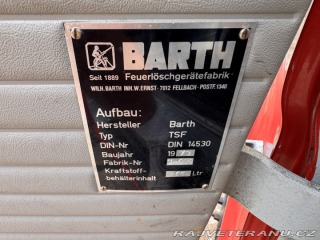 BARTH
Seit 1889 Feuerlöschgerätefabrik
WILH. BARTH INH. W. ERNST · 7012 FELLBACH · POSTF. 1340
Aufbau:
Hersteller Barth
Typ TSF
DIN-Nr DIN 14530
Baujahr 19
Fabrik-Nr
Kraftstoff-
behälterinhalt Ltr
RAJVETERANU.CZ